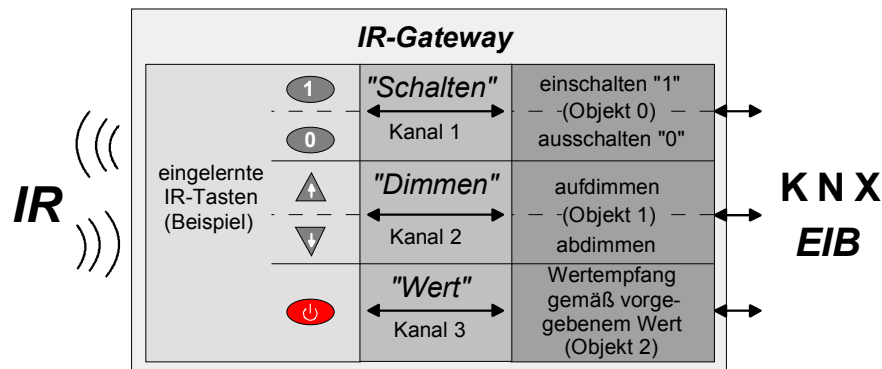 IR-Gateway
IR
eingelernte
IR-Tasten
(Beispiel)
1
0
"Schalten"
Kanal 1
einschalten "1"
(Objekt 0)
ausschalten "0"
"Dimmen"
Kanal 2
aufdimmen
(Objekt 1)
abdimmen
"Wert"
Kanal 3
Wertempfang
gemäß vorge-
gebenem Wert
(Objekt 2)
KNX
EIB